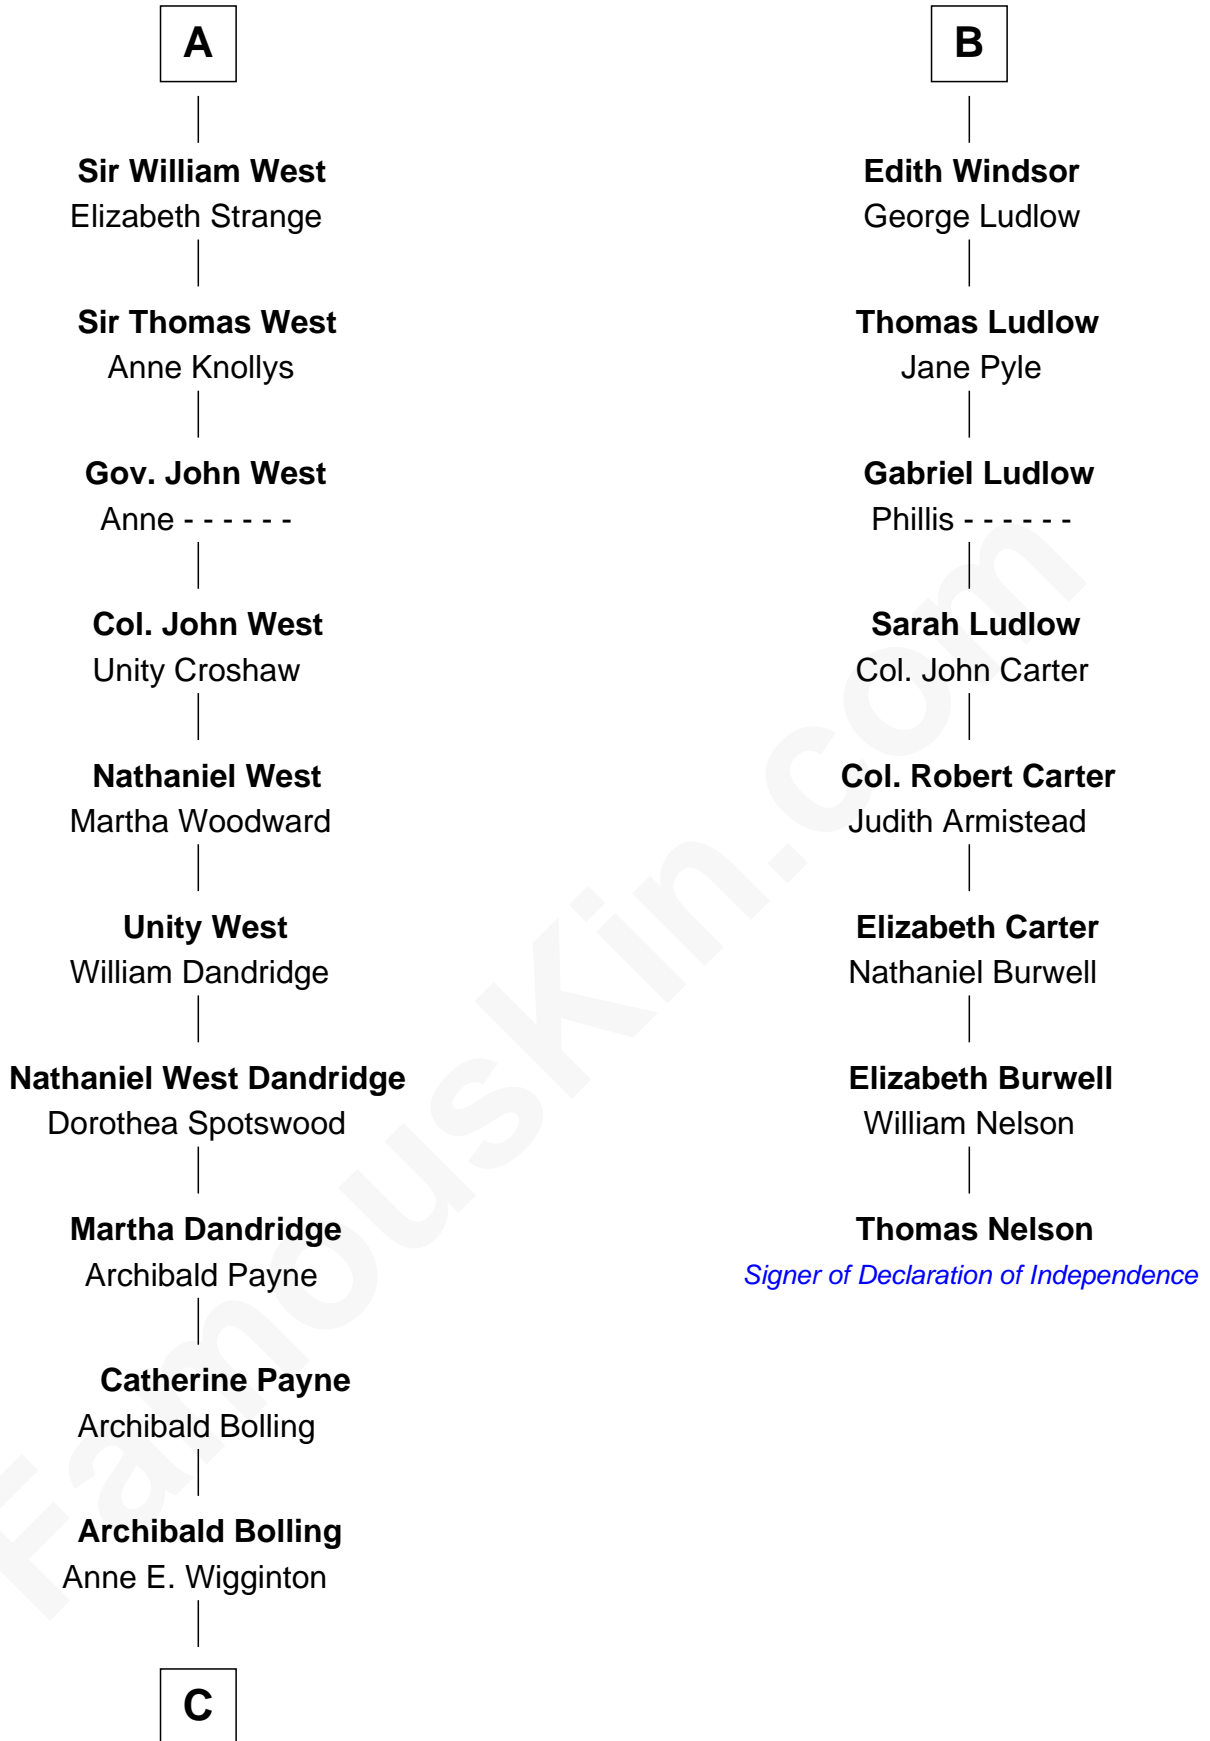 A
Sir William West
Elizabeth Strange
Sir Thomas West
Anne Knollys
Gov. John West
Anne - - - - - -
Col. John West
Unity Croshaw
Nathaniel West
Martha Woodward
Unity West
William Dandridge
Nathaniel West Dandridge
Dorothea Spotswood
Martha Dandridge
Archibald Payne
Catherine Payne
Archibald Bolling
Archibald Bolling
Anne E. Wigginton
C
B
Edith Windsor
George Ludlow
Thomas Ludlow
Jane Pyle
Gabriel Ludlow
Phillis - - - - - -
Sarah Ludlow
Col. John Carter
Col. Robert Carter
Judith Armistead
Elizabeth Carter
Nathaniel Burwell
Elizabeth Burwell
William Nelson
Thomas Nelson
Signer of Declaration of Independence
FamousKin.com